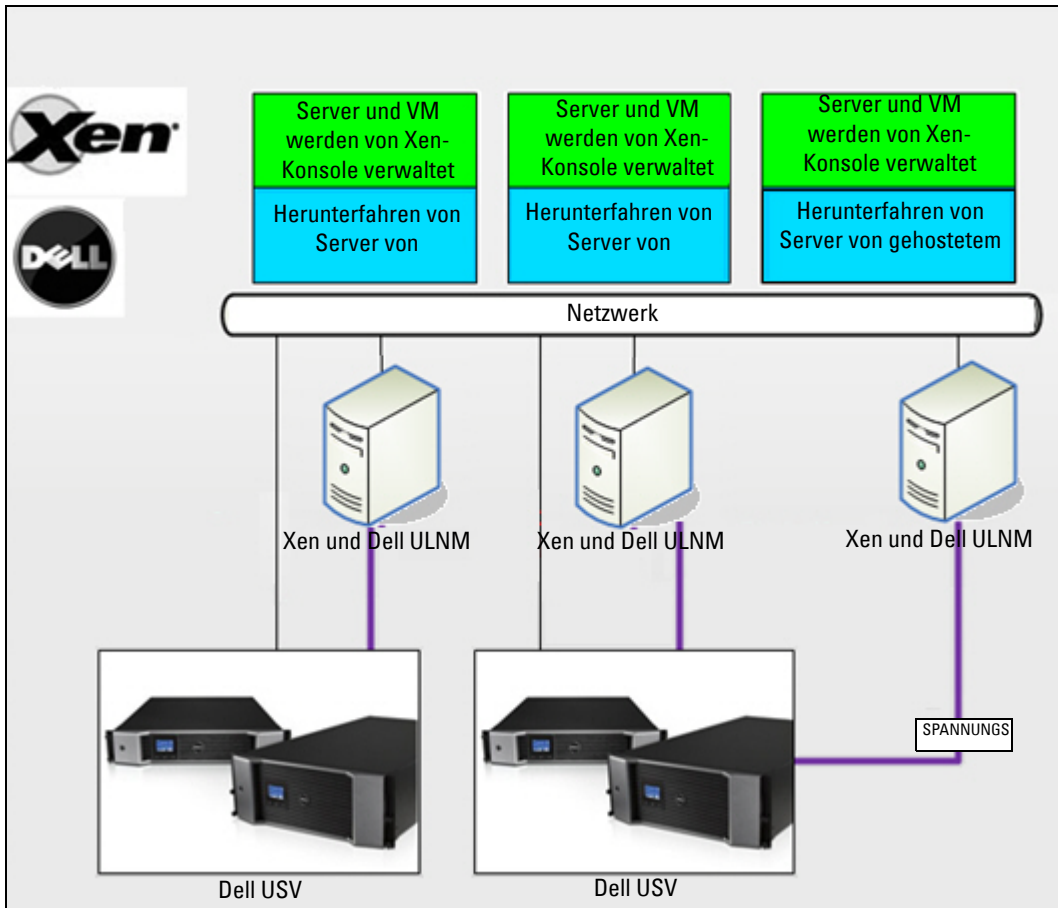 Xen
DELL
Server und VM
werden von Xen-
Konsole verwaltet
Server und VM
werden von Xen-
Konsole verwaltet
Server und VM
werden von Xen-
Konsole verwaltet
Herunterfahren von
Server von
Herunterfahren von
Server von
Herunterfahren von
Server von gehostetem
Netzwerk
Xen und Dell ULNM
Xen und Dell ULNM
Xen und Dell ULNM
SPANNUNGS
Dell USV
Dell USV